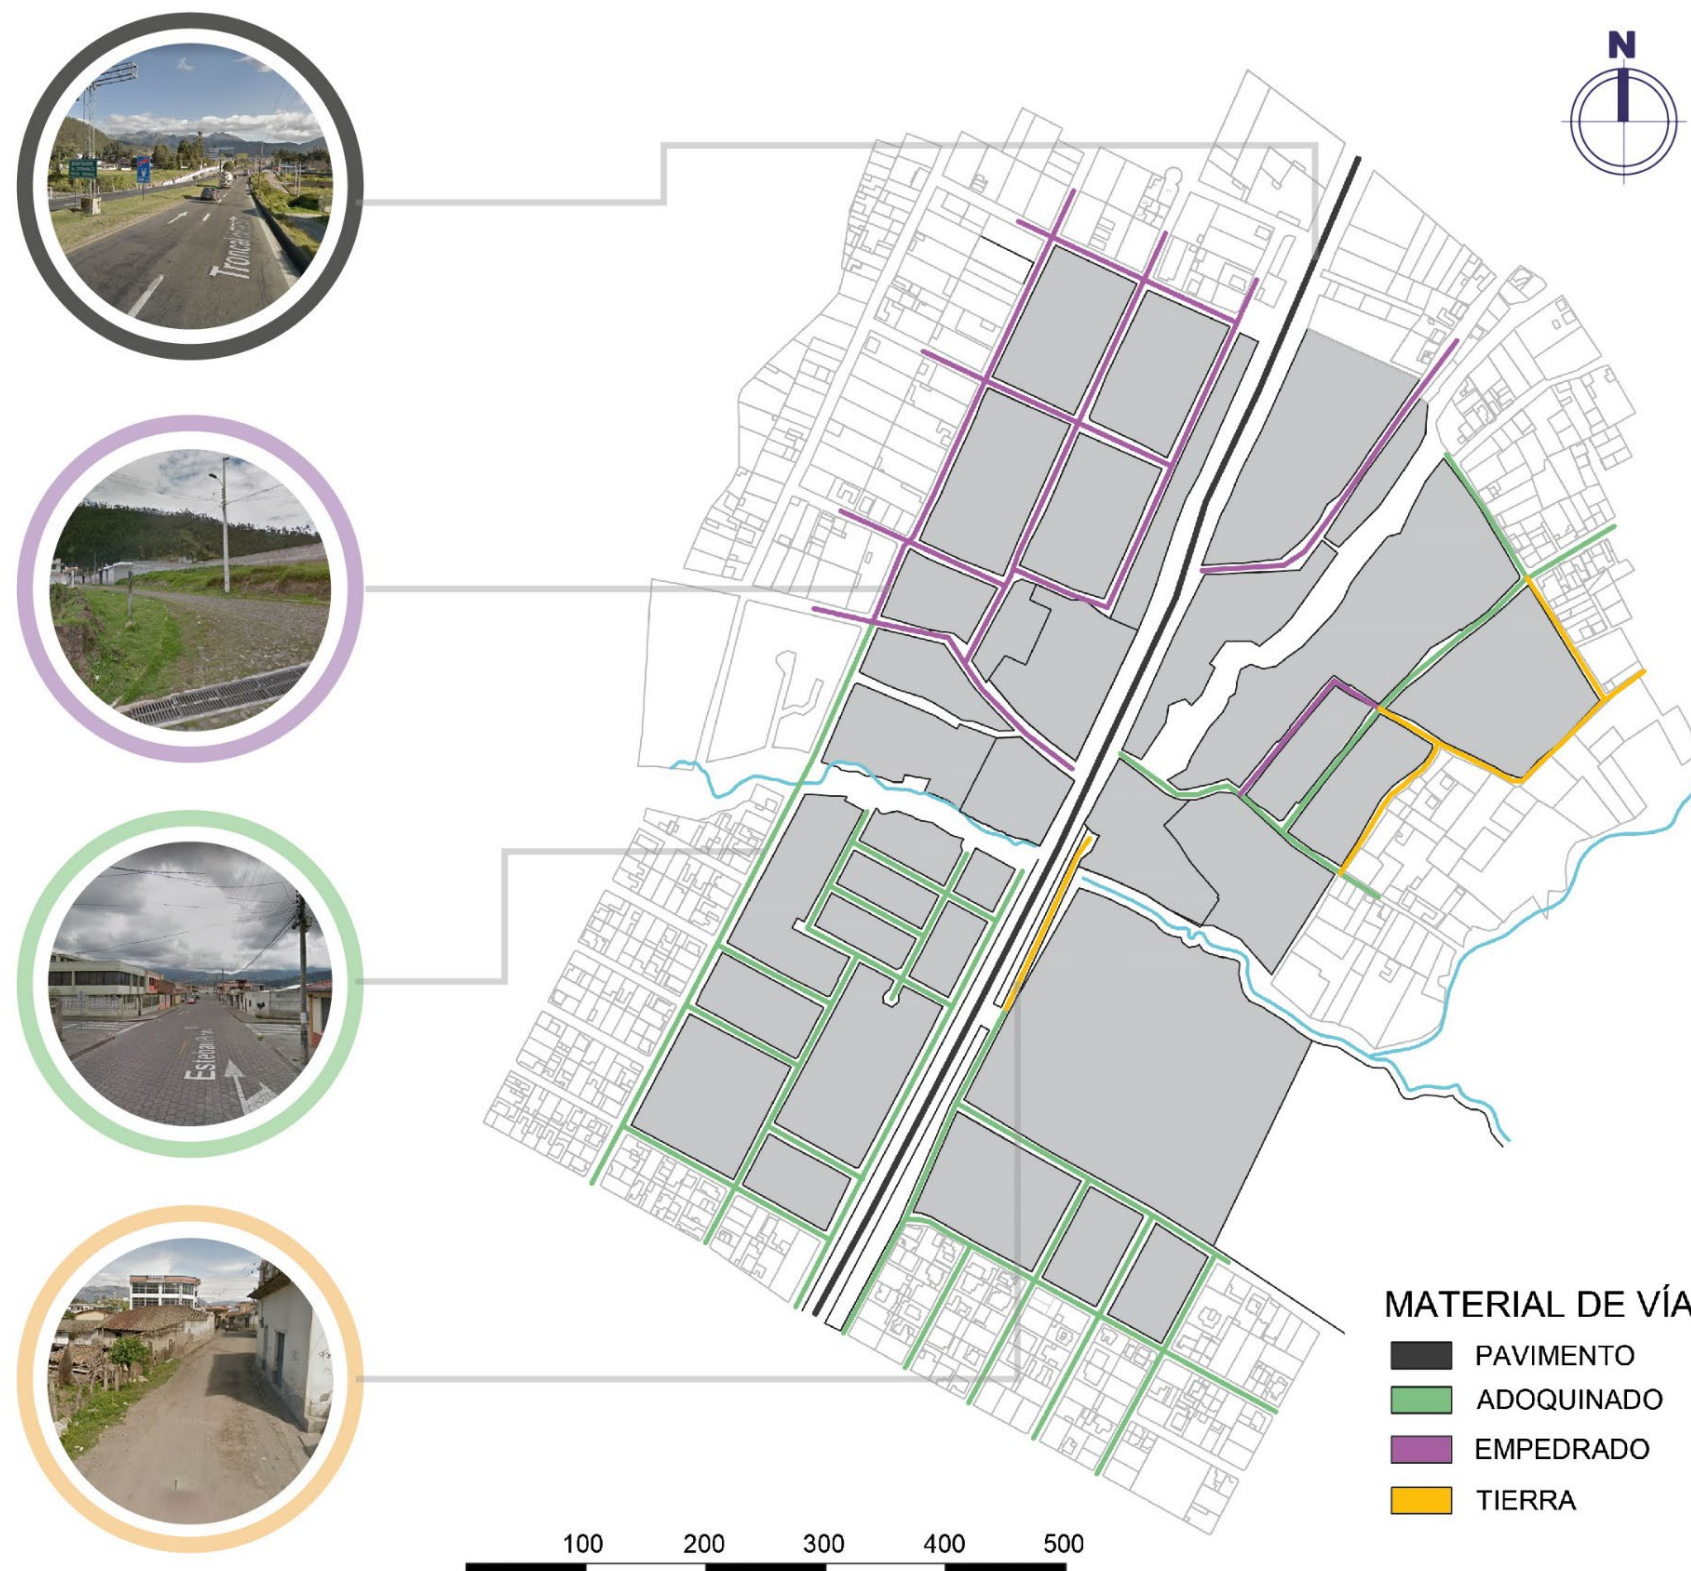 N
Troncal
Esteban
MATERIAL DE VÍA
PAVIMENTO
ADOQUINADO
EMPEDRADO
TIERRA
100 200 300 400 500